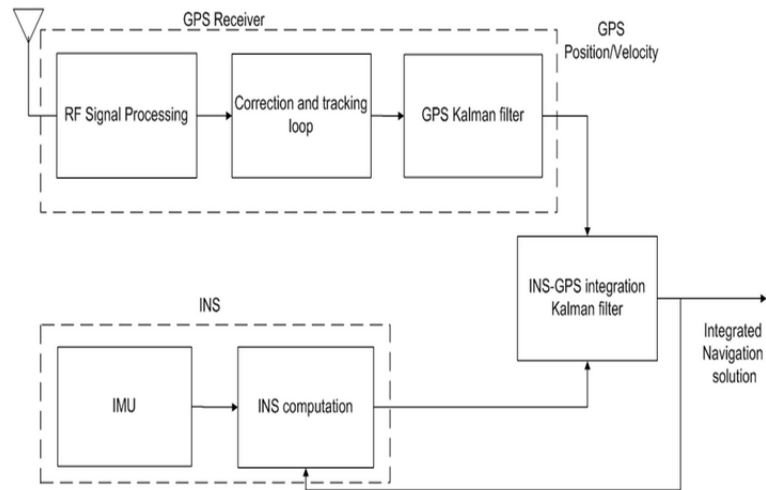 GPS Receiver
GPS
Position/Velocity
RF Signal Processing
Correction and tracking
loop
GPS Kalman filter
INS-GPS integration
Kalman filter
Integrated
Navigation
solution
INS
IMU
INS computation